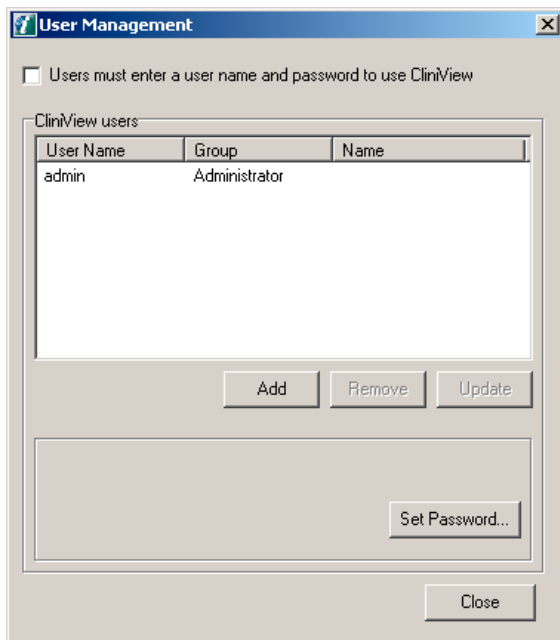 User Management
Users must enter a user name and password to use CliniView
CliniView users
User Name Group Name
admin Administrator
Add Remove Update
Set Password...
Close